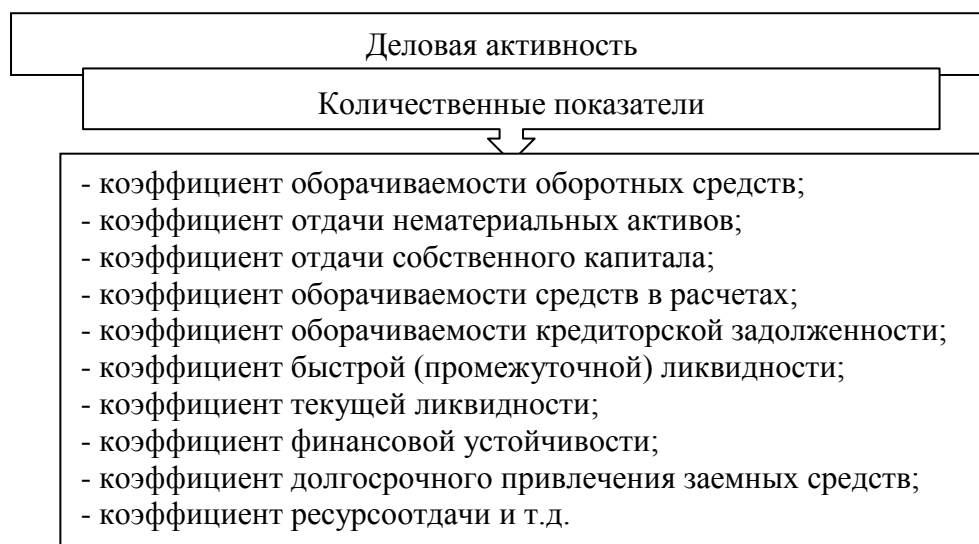 Деловая активность
Количественные показатели
- коэффициент оборачиваемости оборотных средств;
- коэффициент отдачи нематериальных активов;
- коэффициент отдачи собственного капитала;
- коэффициент оборачиваемости средств в расчетах;
- коэффициент оборачиваемости кредиторской задолженности;
- коэффициент быстрой (промежуточной) ликвидности;
- коэффициент текущей ликвидности;
- коэффициент финансовой устойчивости;
- коэффициент долгосрочного привлечения заемных средств;
- коэффициент ресурсоотдачи и т.д.